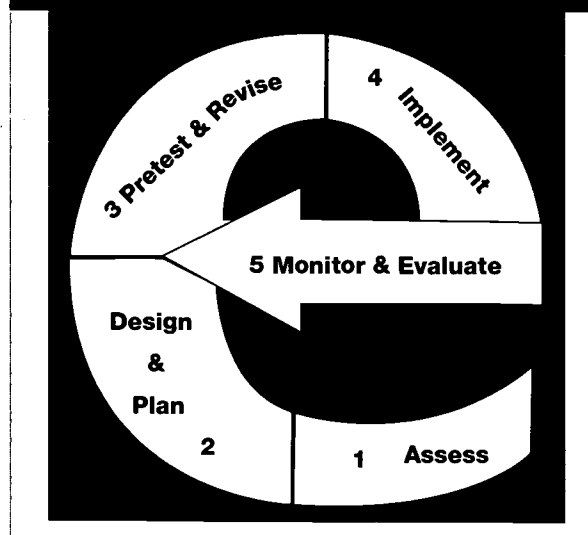 3 Pretest & Revise
4 Implement
5 Monitor & Evaluate
Design
&
Plan
2
1 Assess